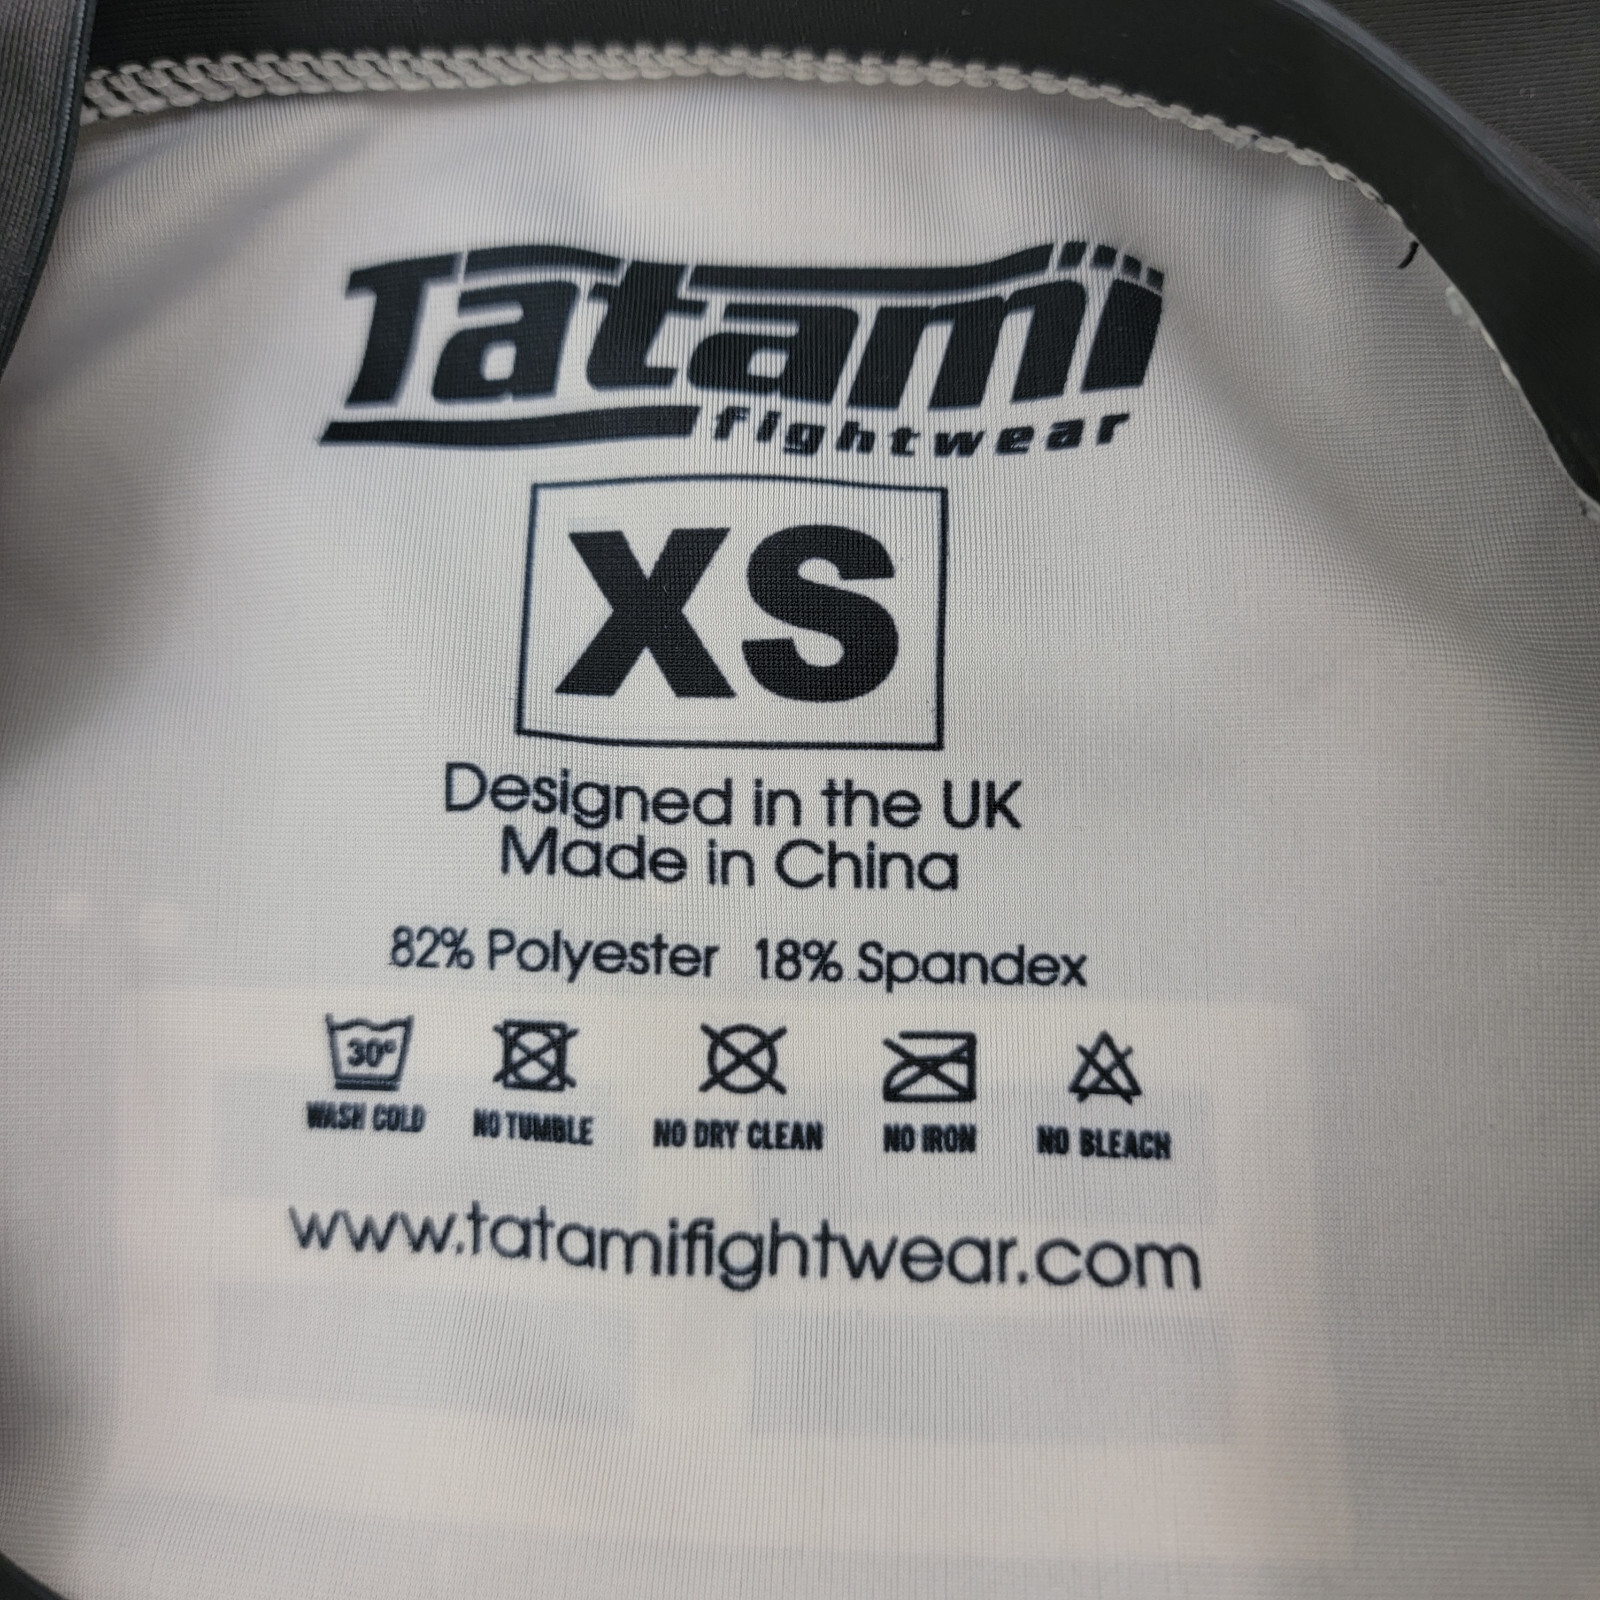 Tatami
fightwear
XS
Designed in the UK
Made in China
82% Polyester 18% Spandex
30°
WASH COLD NO TUMBLE NO DRY CLEAN NO IRON NO BLEACH
www.tatamifightwear.com